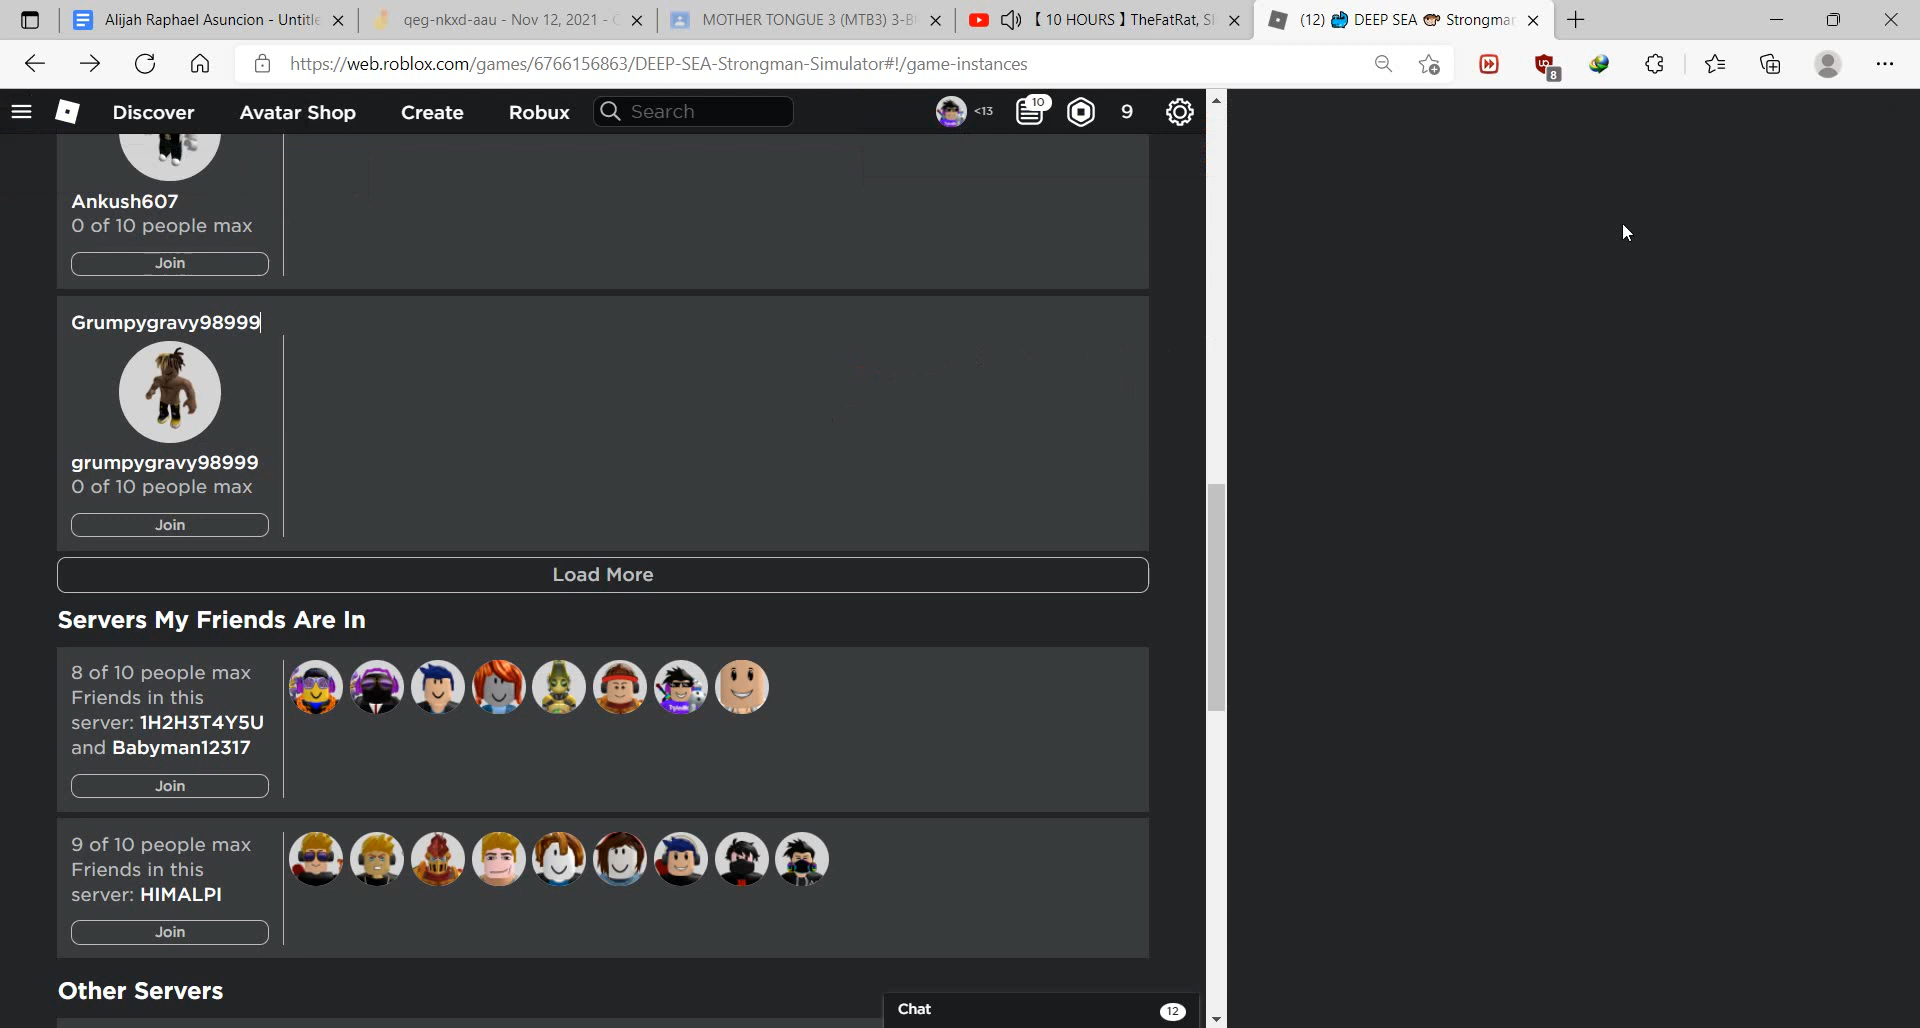 Alijah Raphael Asuncion - Untitle
qeg-nkxd-aau - Nov 12, 2021 -
MOTHER TONGUE 3 (MTB3) 3-B
【 10 HOURS 】TheFatRat, Sl
(12) 🐳 DEEP SEA 🐵 Strongman
https://web.roblox.com/games/6766156863/DEEP-SEA-Strongman-Simulator#!/game-instances
8
Discover
Avatar Shop
Create
Robux
Search
<13
10
9
Ankush607
0 of 10 people max
Join
Grumpygravy98999
grumpygravy98999
0 of 10 people max
Join
Load More
Servers My Friends Are In
8 of 10 people max
Friends in this
server: 1H2H3T4Y5U
and Babyman12317
Join
9 of 10 people max
Friends in this
server: HIMALPI
Join
Other Servers
Chat
12